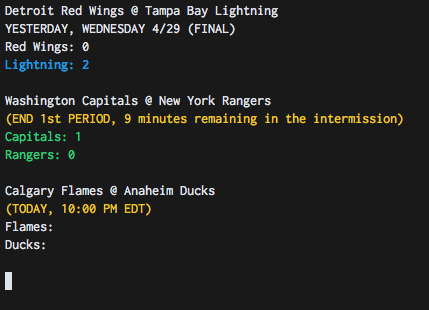 Detroit Red Wings @ Tampa Bay Lightning
YESTERDAY, WEDNESDAY 4/29 (FINAL)
Red Wings: 0
Lightning: 2
Washington Capitals @ New York Rangers
(END 1st PERIOD, 9 minutes remaining in the intermission)
Capitals: 1
Rangers: 0
Calgary Flames @ Anaheim Ducks
(TODAY, 10:00 PM EDT)
Flames:
Ducks: